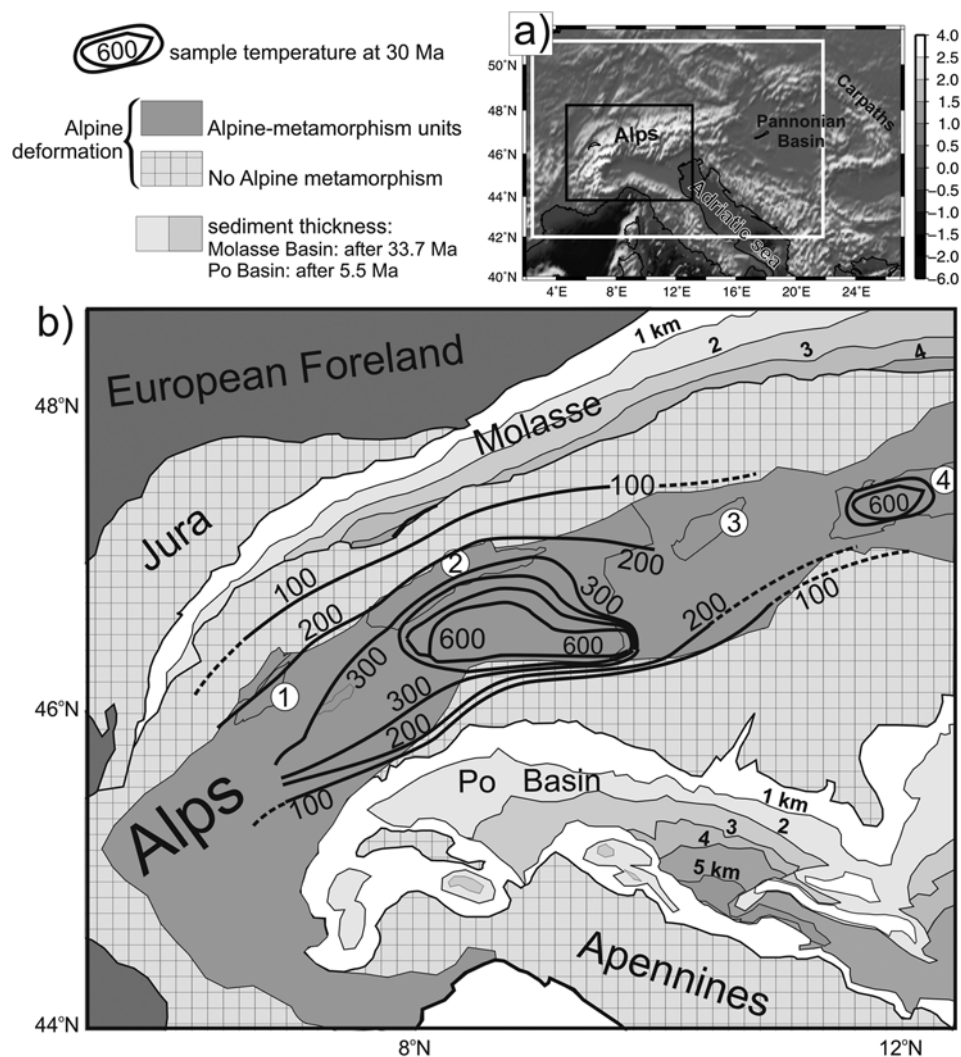 600
sample temperature at 30 Ma
Alpine
deformation
Alpine-metamorphism units
No Alpine metamorphism
sediment thickness:
Molasse Basin: after 33.7 Ma
Po Basin: after 5.5 Ma
a)
50°N
48°N
46°N
44°N
42°N
40°N
4°E
8°E
12°E
16°E
20°E
24°E
Alps
Pannonian
Basin
Carpaths
Adriatic sea
4.0
2.5
2.0
1.5
1.0
0.5
0.0
−0.5
−1.0
−1.5
−2.0
−6.0
b)
European Foreland
1 km
2
3
4
48°N
Molasse
Jura
100
100
200
200
2
3
4
600
300
300
600
600
200
100
1
46°N
300
200
100
Alps
Po Basin
1 km
2
3
4
5 km
Apennines
44°N
8°N
12°N